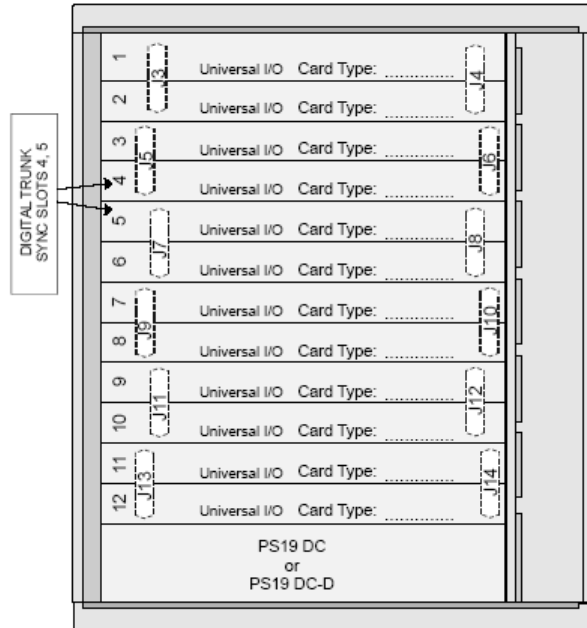 DIGITAL TRUNK
SYNC SLOTS 4, 5
1 J3 Universal I/O Card Type: .............. J4
2 Universal I/O Card Type: ..............
3 J5 Universal I/O Card Type: .............. J6
4 Universal I/O Card Type: ..............
5 J7 Universal I/O Card Type: .............. J8
6 Universal I/O Card Type: ..............
7 J9 Universal I/O Card Type: .............. J10
8 Universal I/O Card Type: ..............
9 J11 Universal I/O Card Type: .............. J12
10 Universal I/O Card Type: ..............
11 J13 Universal I/O Card Type: .............. J14
12 Universal I/O Card Type: ..............
PS19 DC
or
PS19 DC-D